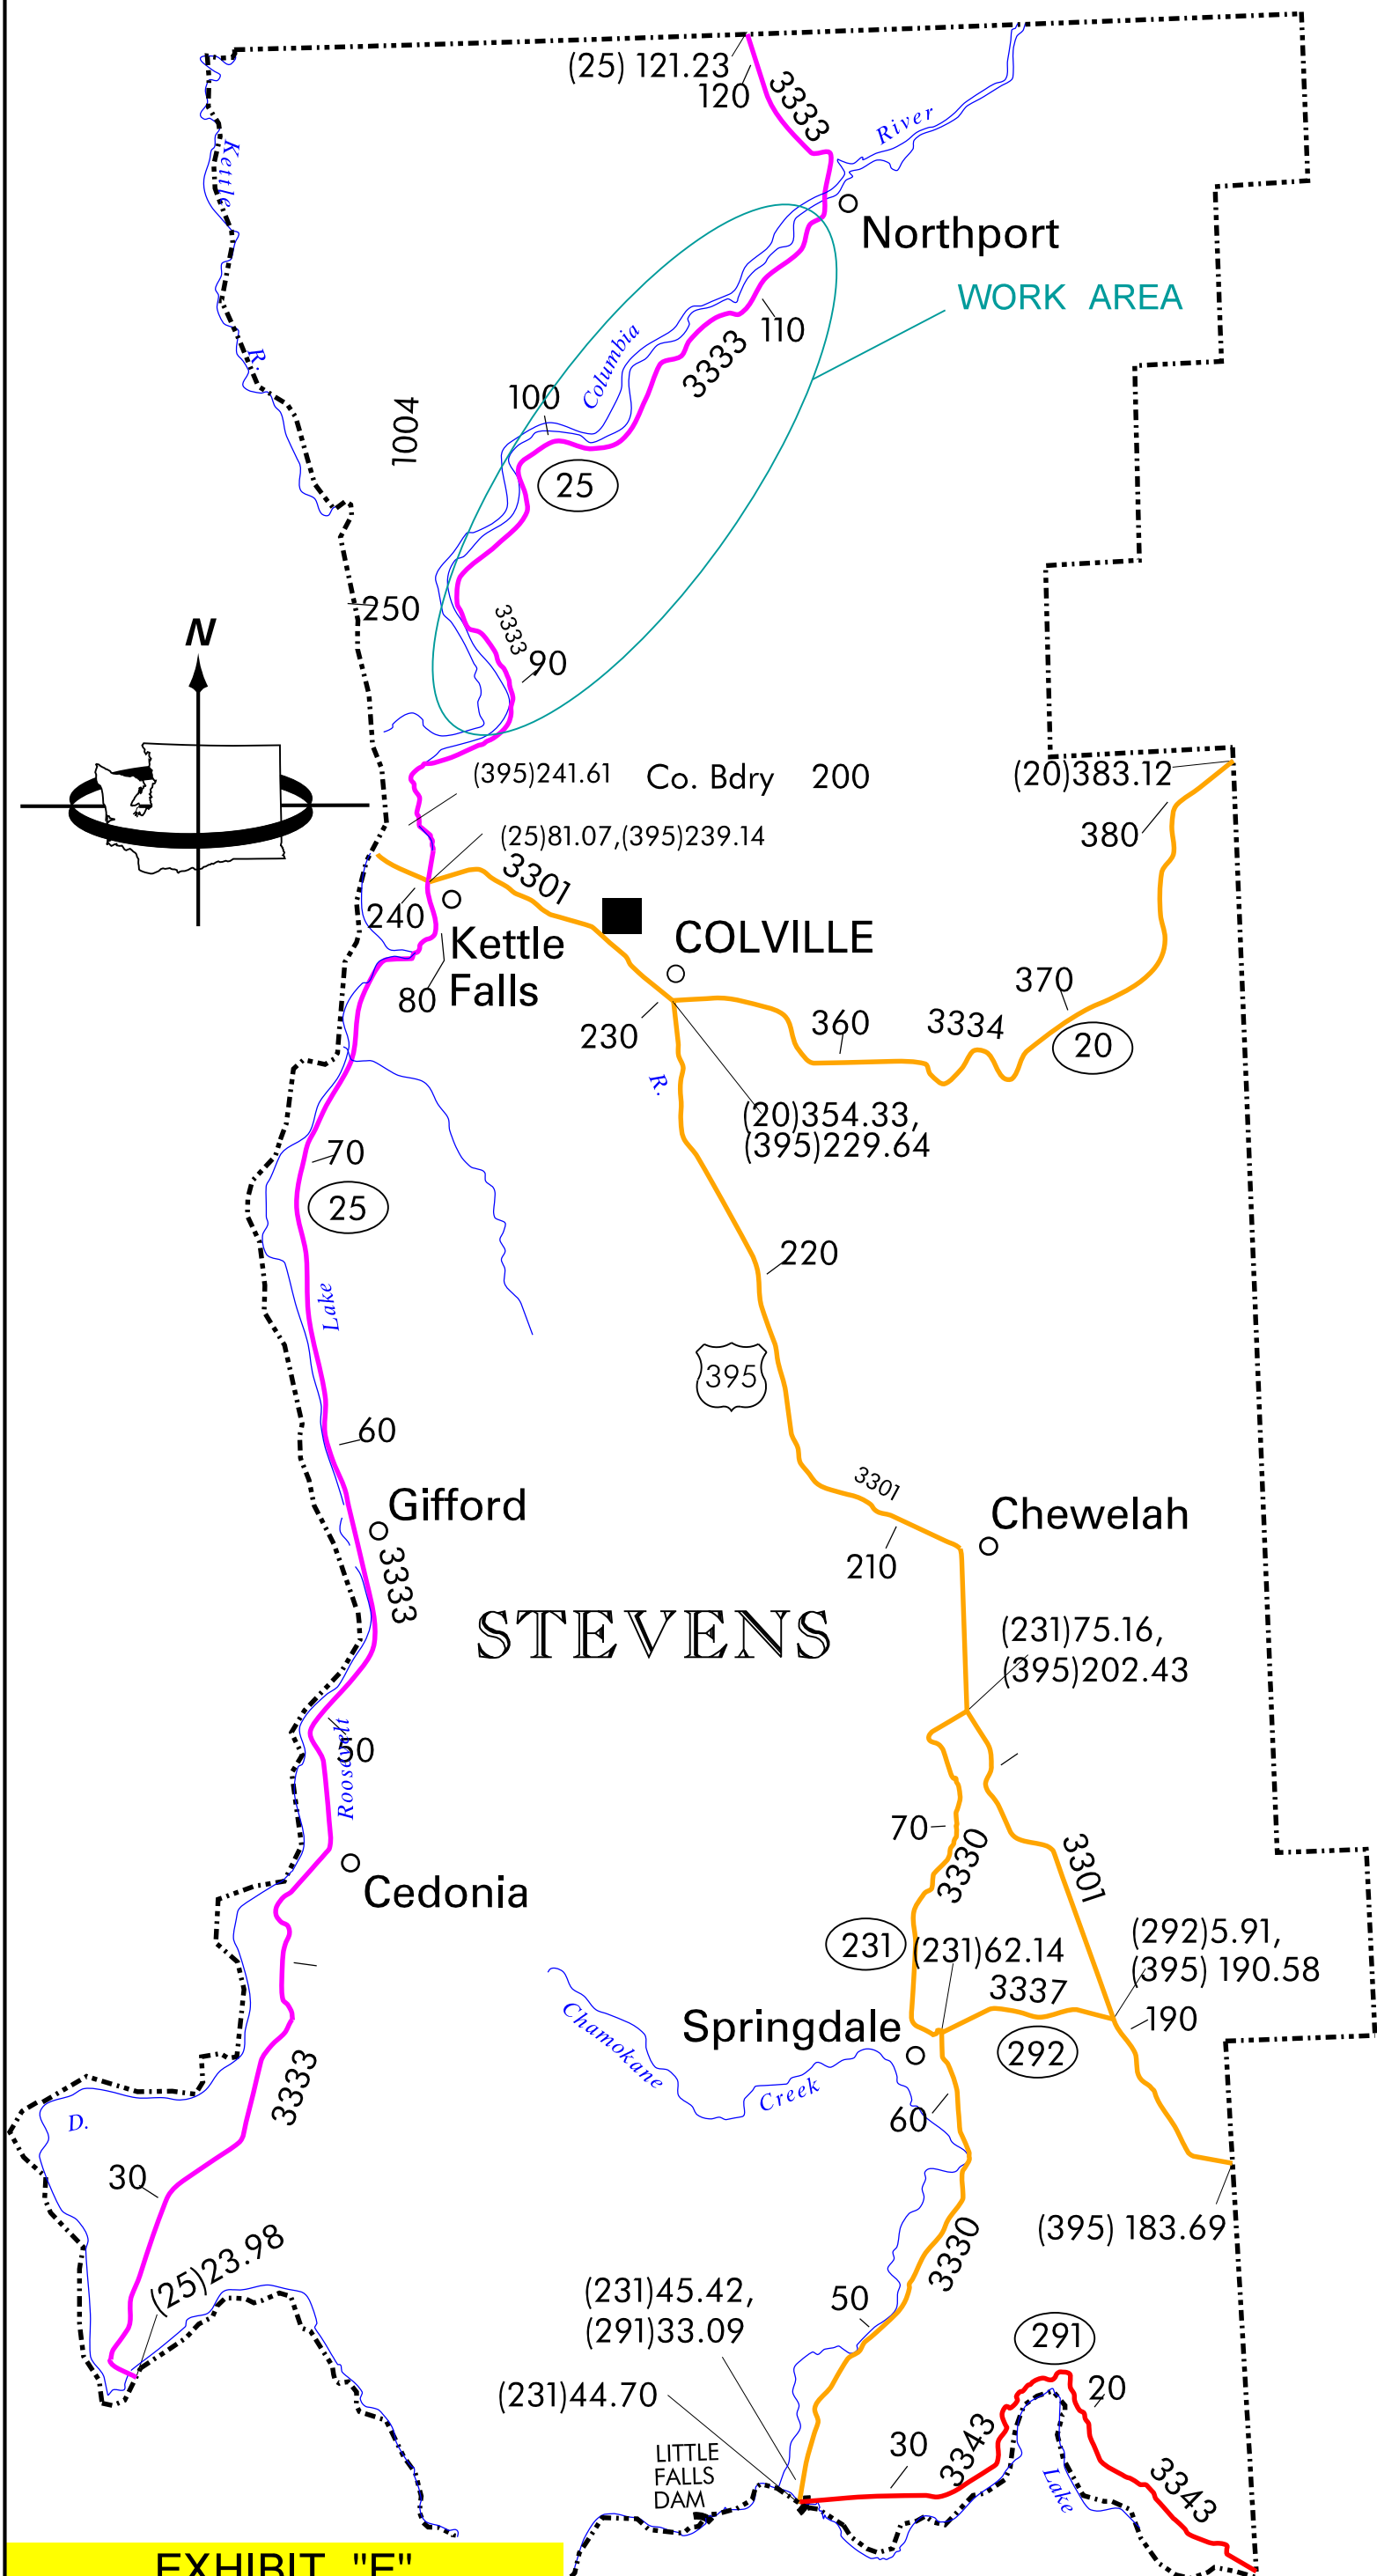 (25) 121.23
120
3333
River
Kettle
Northport
WORK AREA
110
Columbia
3333
R.
100
1004
25
250
3333
90
N
(395)241.61
Co. Bdry 200
(20)383.12
380
(25)81.07,(395)239.14
3301
240
Kettle
Falls
COLVILLE
80
230
360
3334
370
20
R.
(20)354.33,
(395)229.64
70
25
220
Lake
395
60
3301
Gifford
Chewelah
210
3333
STEVENS
(231)75.16,
(395)202.43
50
Roosevelt
70
3330
3301
Cedonia
231
(231)62.14
(292)5.91,
(395) 190.58
3337
190
Springdale
292
Chamokane
Creek
3333
D.
60
30
(395) 183.69
3330
(25)23.98
(231)45.42,
(291)33.09
50
291
(231)44.70
20
30
3343
LITTLE
FALLS
DAM
Lake
3343
EXHIBIT "E"